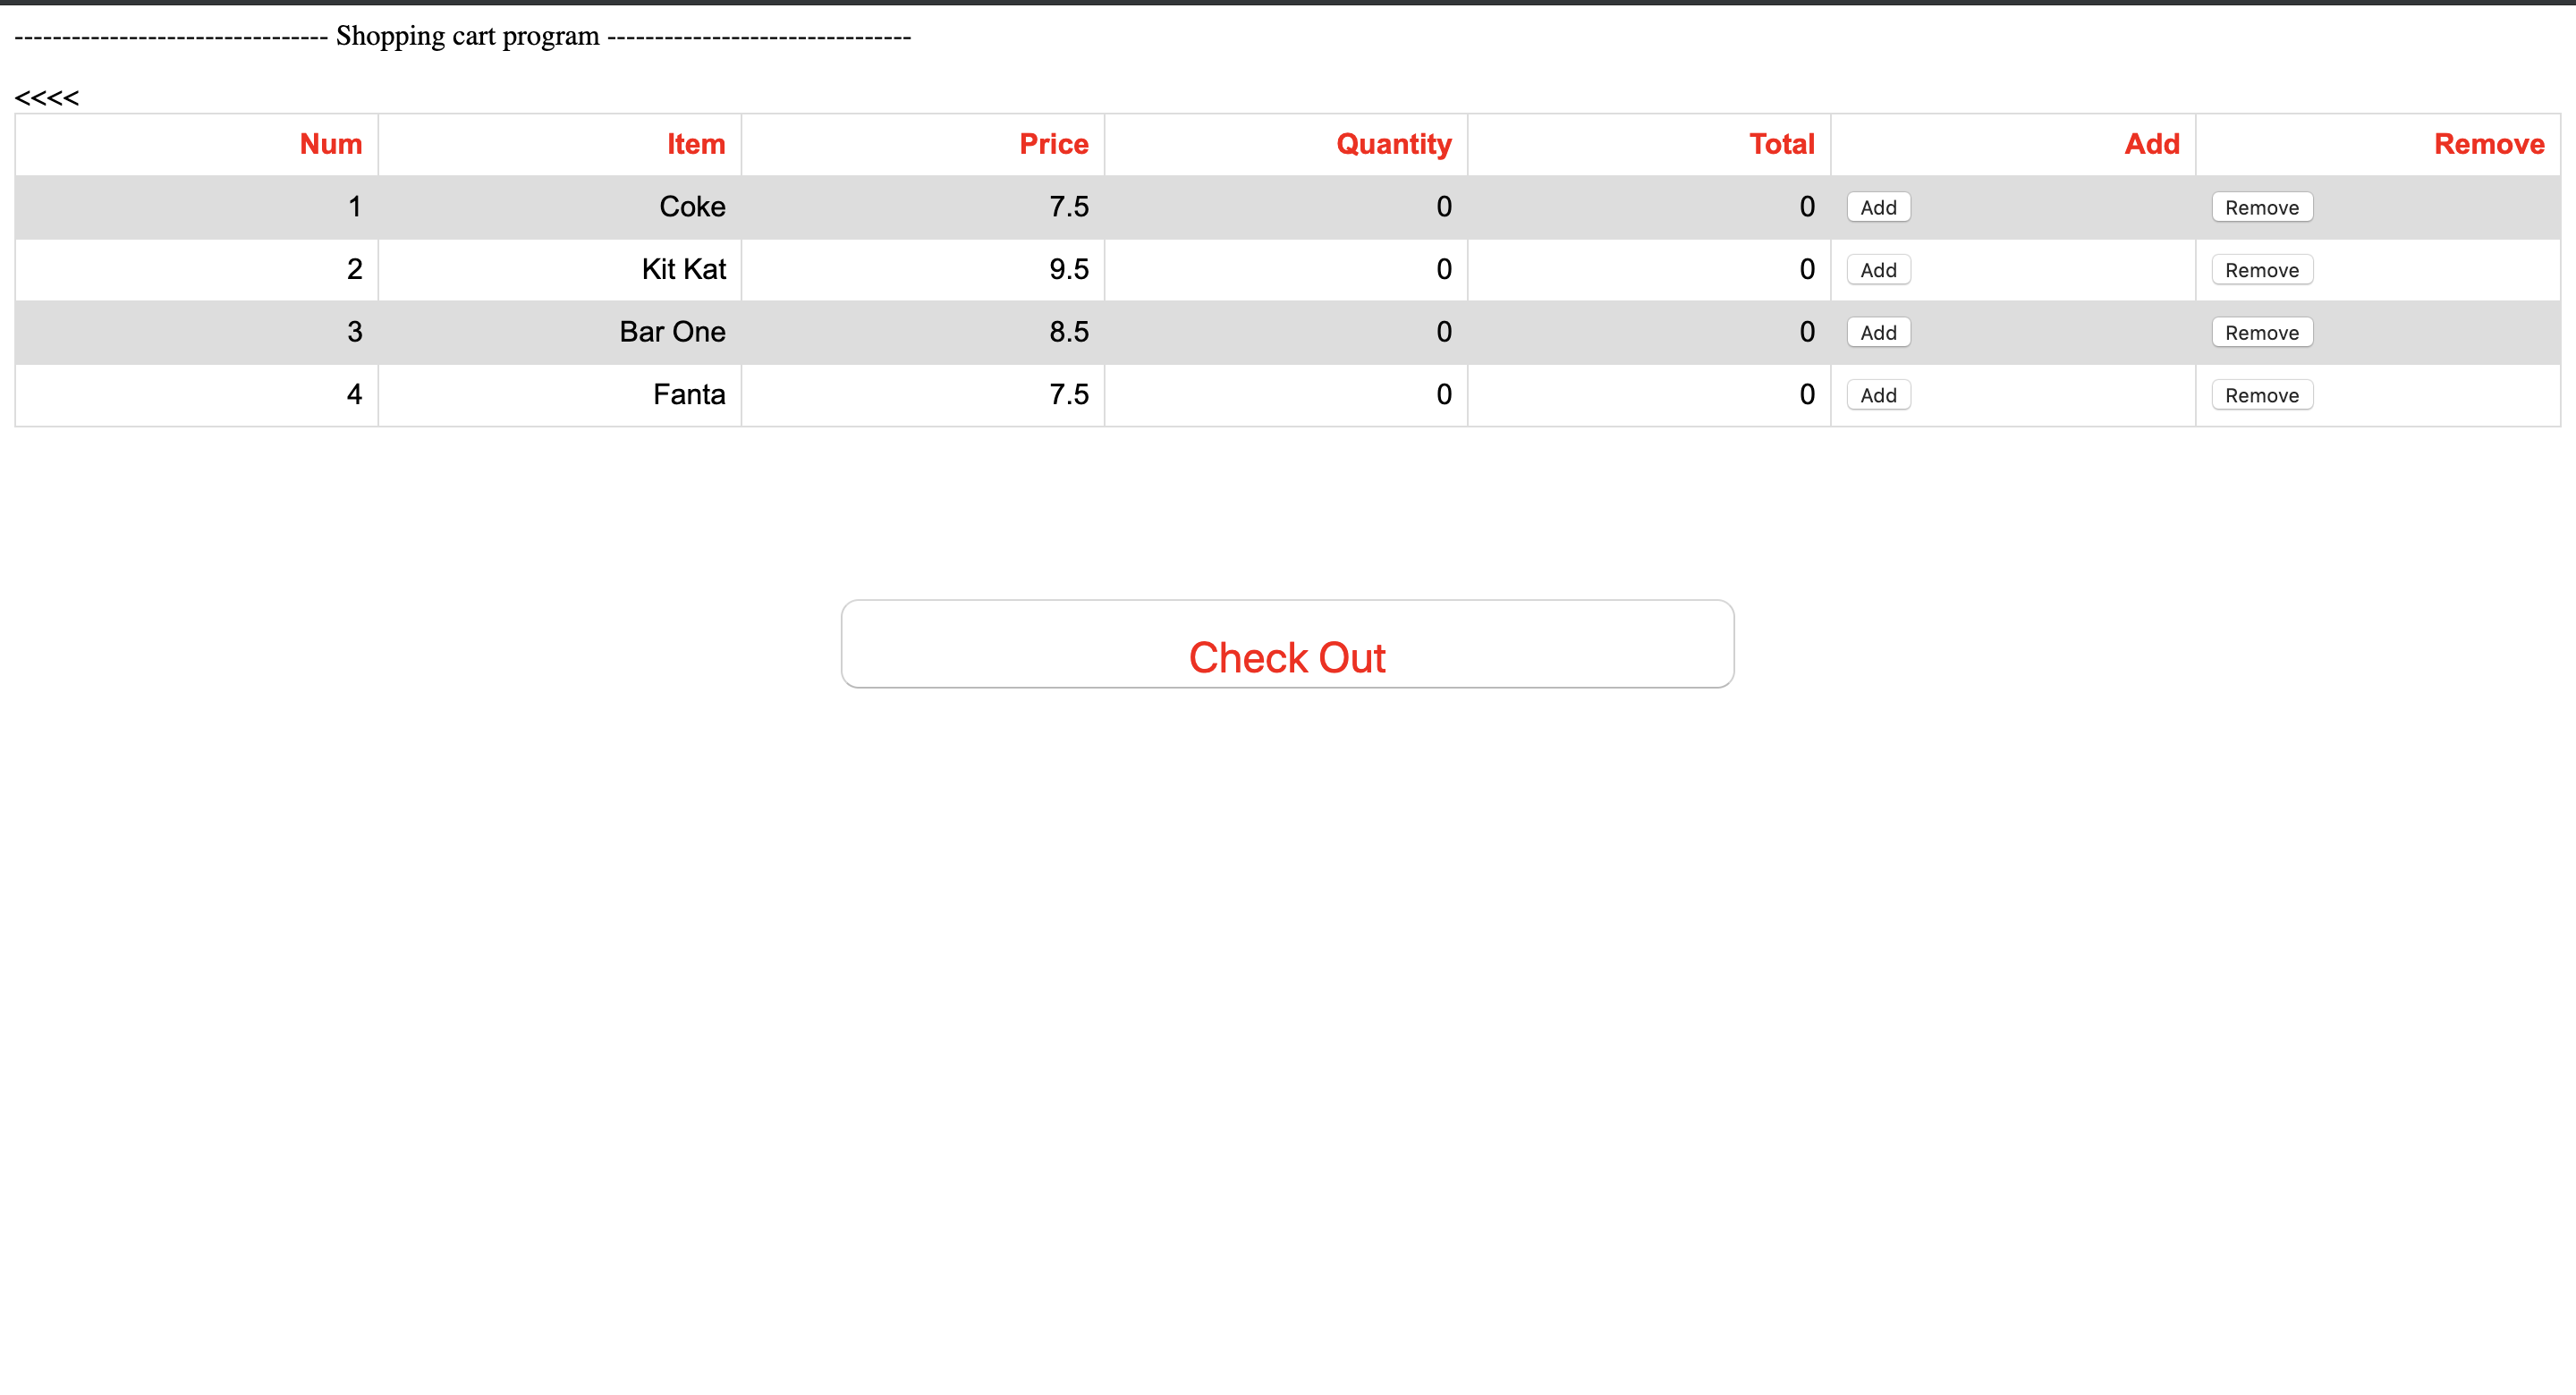 --------------------------------- Shopping cart program --------------------------------
<<<<
Num Item Price Quantity Total Add Remove
1 Coke 7.5 0 0 Add Remove
2 Kit Kat 9.5 0 0 Add Remove
3 Bar One 8.5 0 0 Add Remove
4 Fanta 7.5 0 0 Add Remove
Check Out